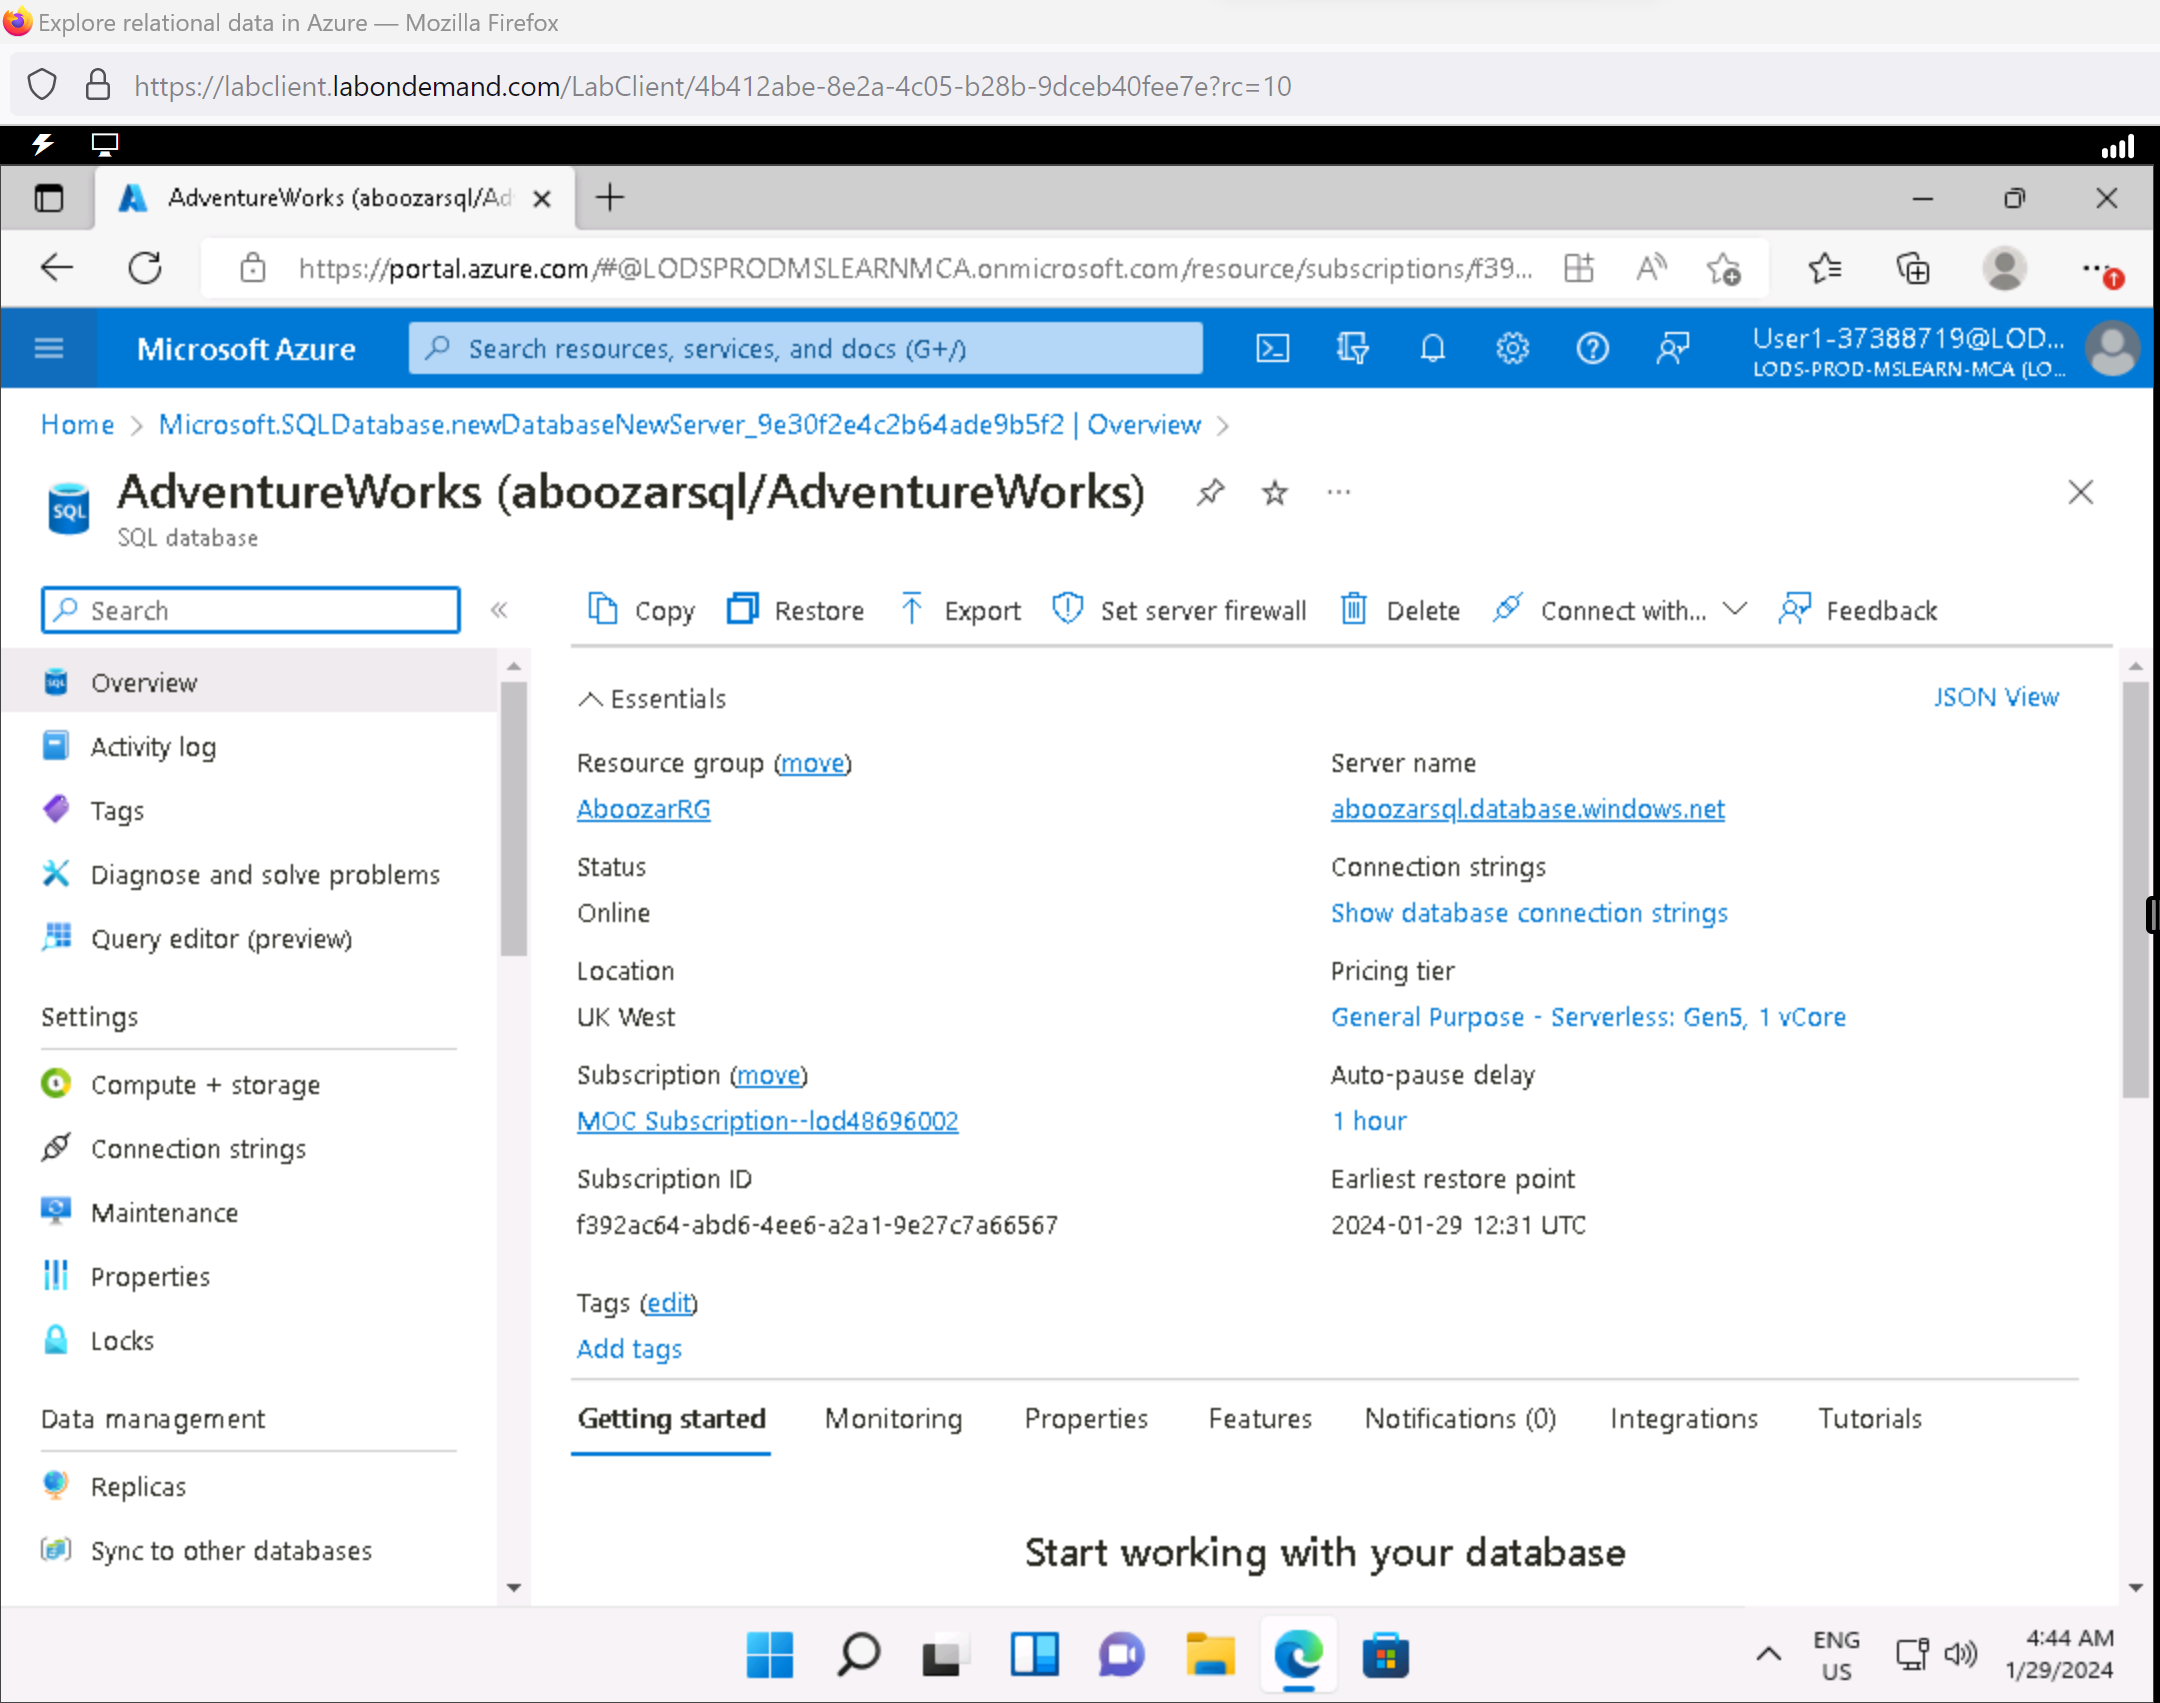 Explore relational data in Azure — Mozilla Firefox
https://labclient.labondemand.com/LabClient/4b412abe-8e2a-4c05-b28b-9dceb40fee7e?rc=10
AdventureWorks (aboozarsql/Ad
https://portal.azure.com/#@LODSPRODMSLEARNMCA.onmicrosoft.com/resource/subscriptions/f39...
Microsoft Azure
Search resources, services, and docs (G+/)
User1-37388719@LOD...
LODS-PROD-MSLEARN-MCA (LO...
Home > Microsoft.SQLDatabase.newDatabaseNewServer_9e30f2e4c2b64ade9b5f2 | Overview >
SQL
AdventureWorks (aboozarsql/AdventureWorks)
SQL database
Search
Copy Restore Export Set server firewall Delete Connect with... Feedback
Overview
Activity log
Tags
Diagnose and solve problems
Query editor (preview)
Settings
Compute + storage
Connection strings
Maintenance
Properties
Locks
Data management
Replicas
Sync to other databases
Essentials
JSON View
Resource group (move)
AboozarRG
Status
Online
Location
UK West
Subscription (move)
MOC Subscription--lod48696002
Subscription ID
f392ac64-abd6-4ee6-a2a1-9e27c7a66567
Server name
aboozarsql.database.windows.net
Connection strings
Show database connection strings
Pricing tier
General Purpose - Serverless: Gen5, 1 vCore
Auto-pause delay
1 hour
Earliest restore point
2024-01-29 12:31 UTC
Tags (edit)
Add tags
Getting started Monitoring Properties Features Notifications (0) Integrations Tutorials
Start working with your database
ENG
US
4:44 AM
1/29/2024